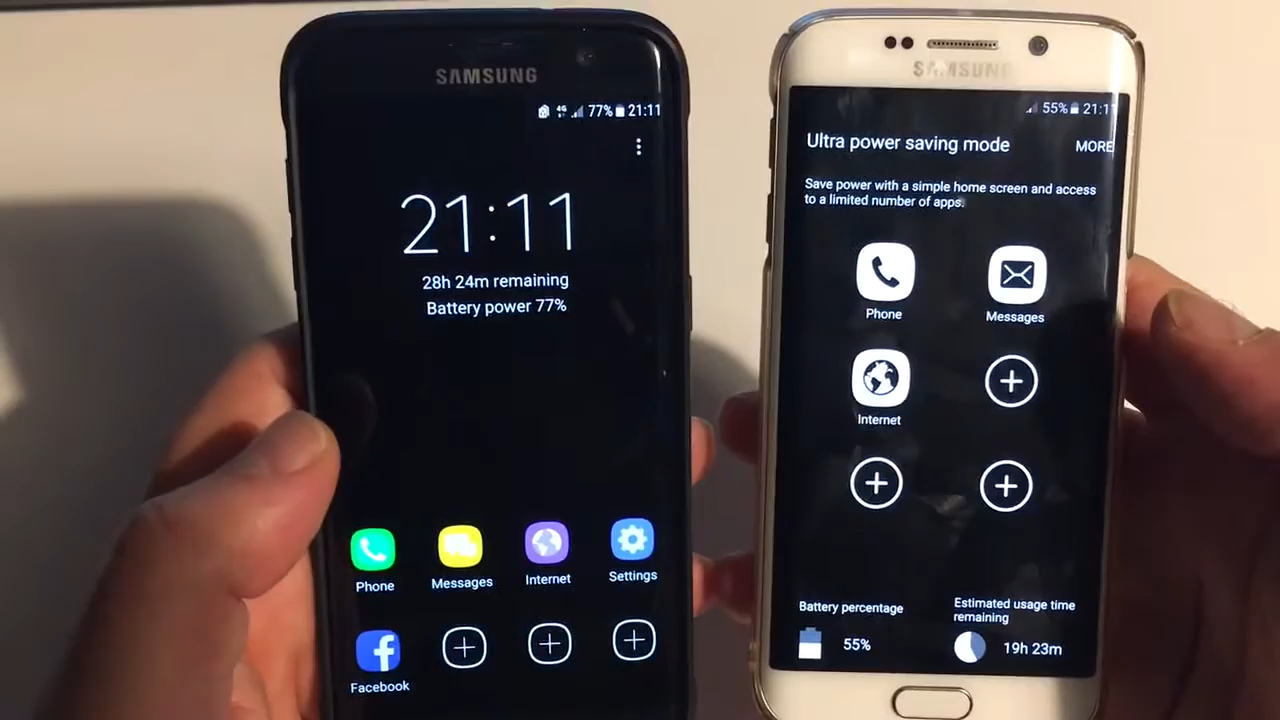 SAMSUNG
4G 77% 21:11
21:11
28h 24m remaining
Battery power 77%
Phone
Messages
Internet
Settings
Facebook
SAMSUNG
55% 21:11
Ultra power saving mode
MORE
Save power with a simple home screen and access
to a limited number of apps.
Phone
Messages
Internet
Battery percentage
55%
Estimated usage time
remaining
19h 23m